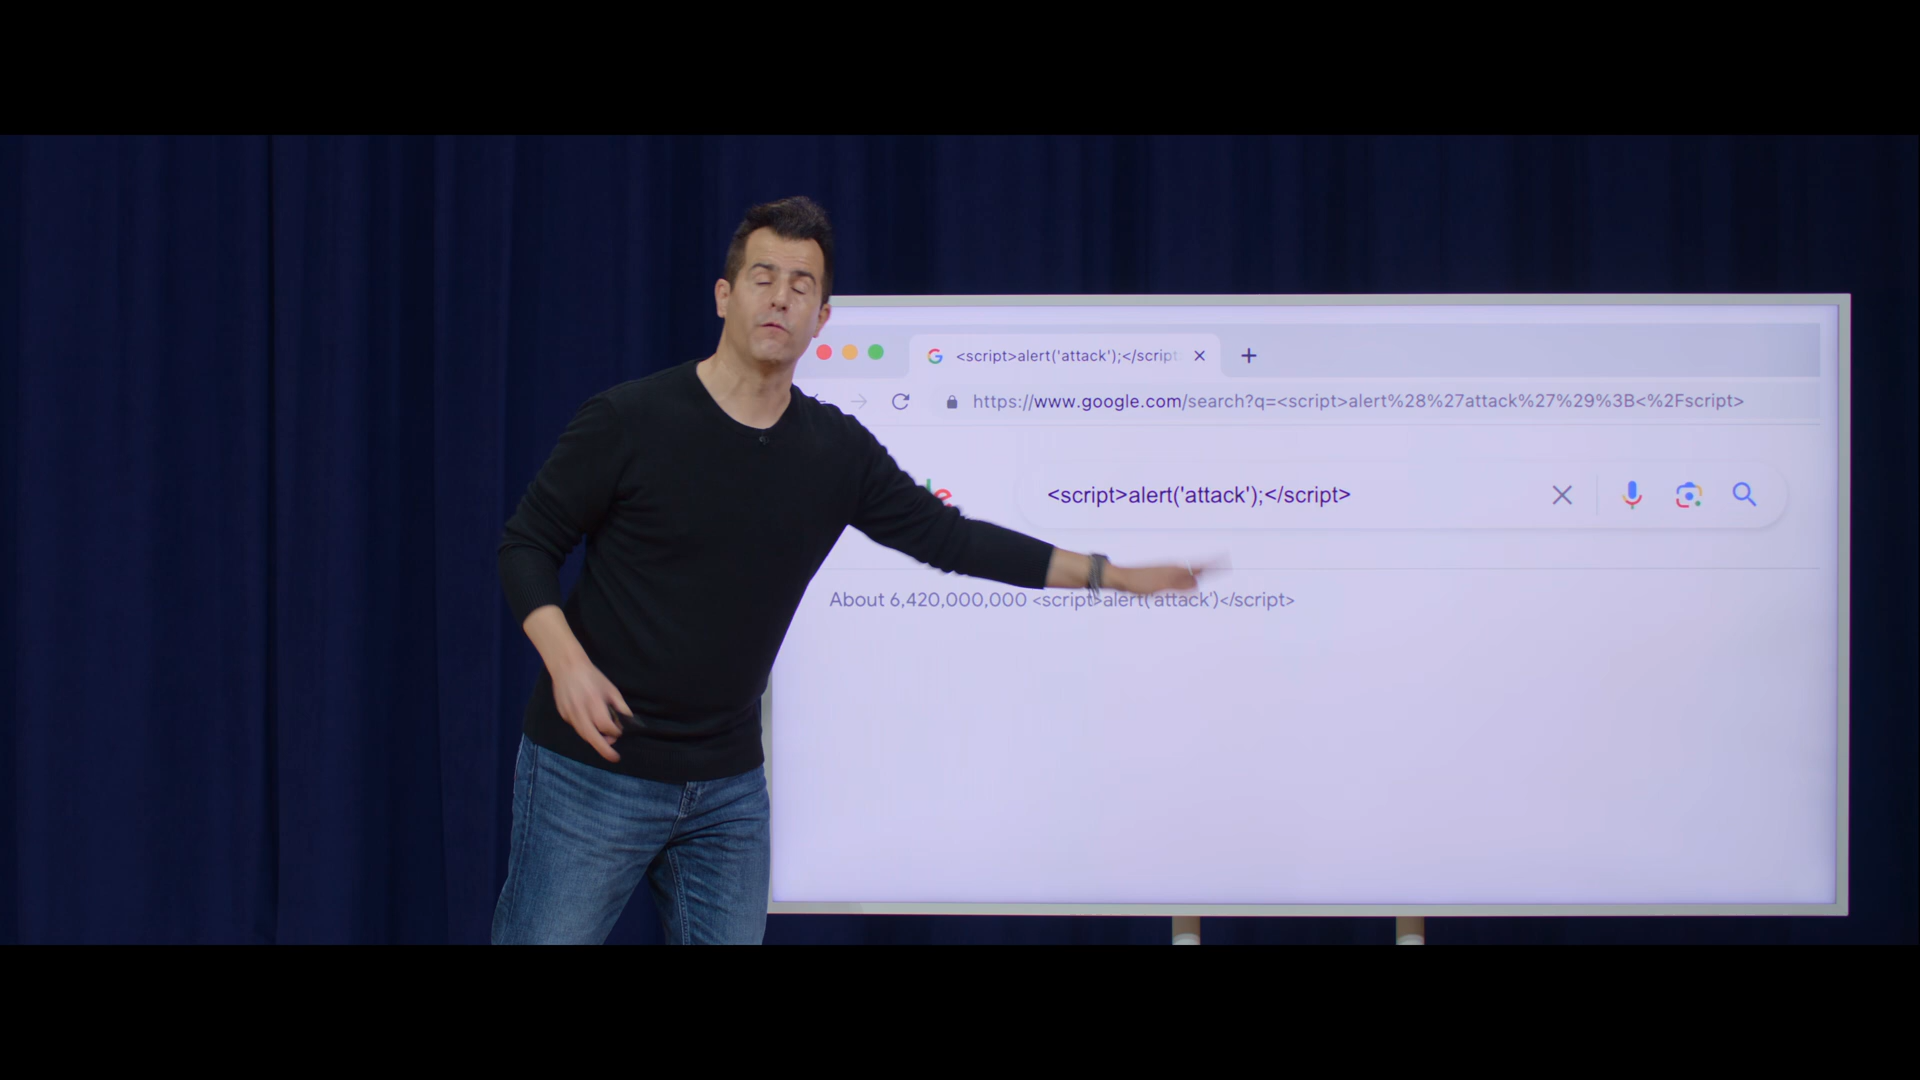 <script>alert('attack');</script
https://www.google.com/search?q=<script>alert%28%27attack%27%29%3B<%2Fscript>
le
<script>alert('attack');</script>
About 6,420,000,000 <script>alert('attack')</script>